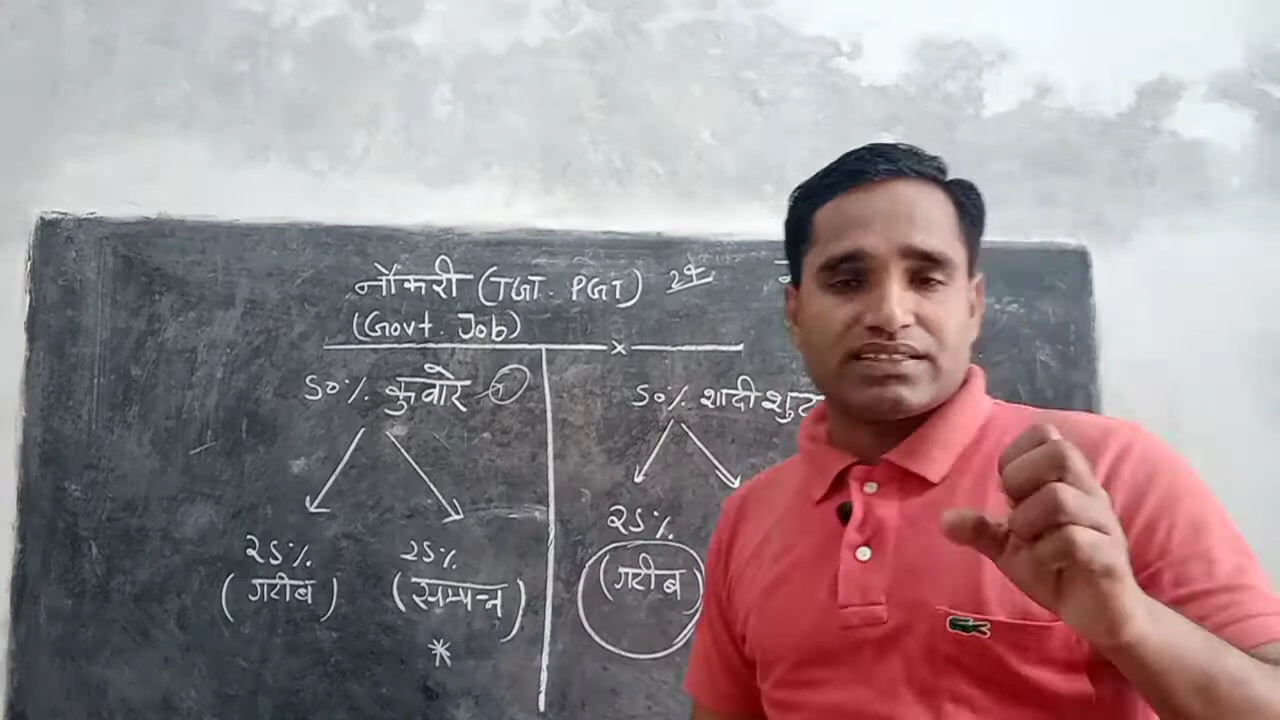 नौकरी (TGT. PGT)
(Govt. Job)
50% कुवारे
50% शादी शुद
25%
25%
25%
(गरीब)
(सम्पन्न)
(गरीब)